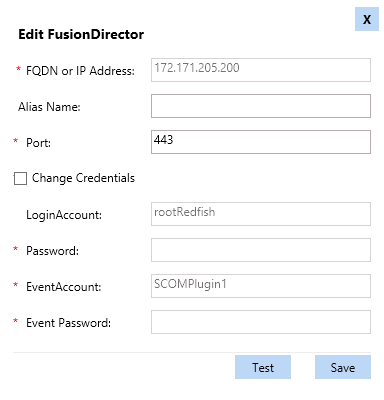 X
Edit FusionDirector
* FQDN or IP Address: 172.171.205.200
Alias Name:
* Port: 443
Change Credentials
LoginAccount: rootRedfish
* Password:
* EventAccount: SCOMPlugin1
* Event Password:
Test Save